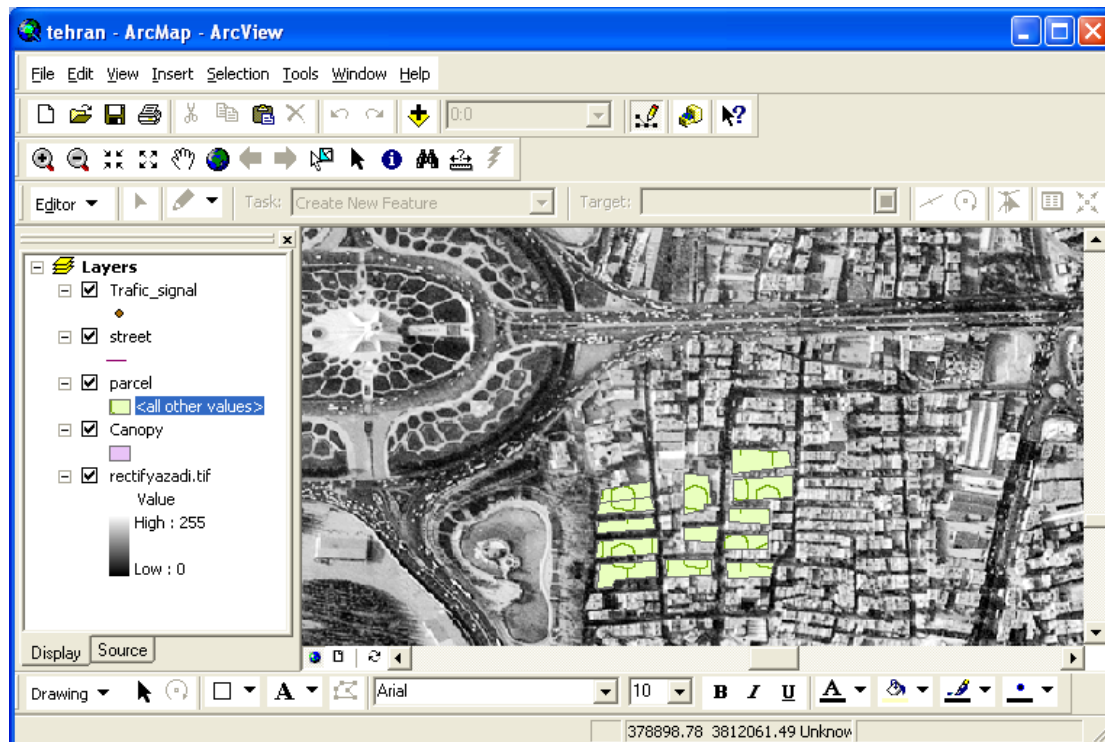 tehran - ArcMap - ArcView
File Edit View Insert Selection Tools Window Help
0:0
Editor Task: Create New Feature Target:
Layers
Trafic_signal
street
parcel
<all other values>
Canopy
rectifyazadi.tif
Value
High : 255
Low : 0
Display Source
Drawing A Arial 10 B I U A
378898.78 3812061.49 Unknow